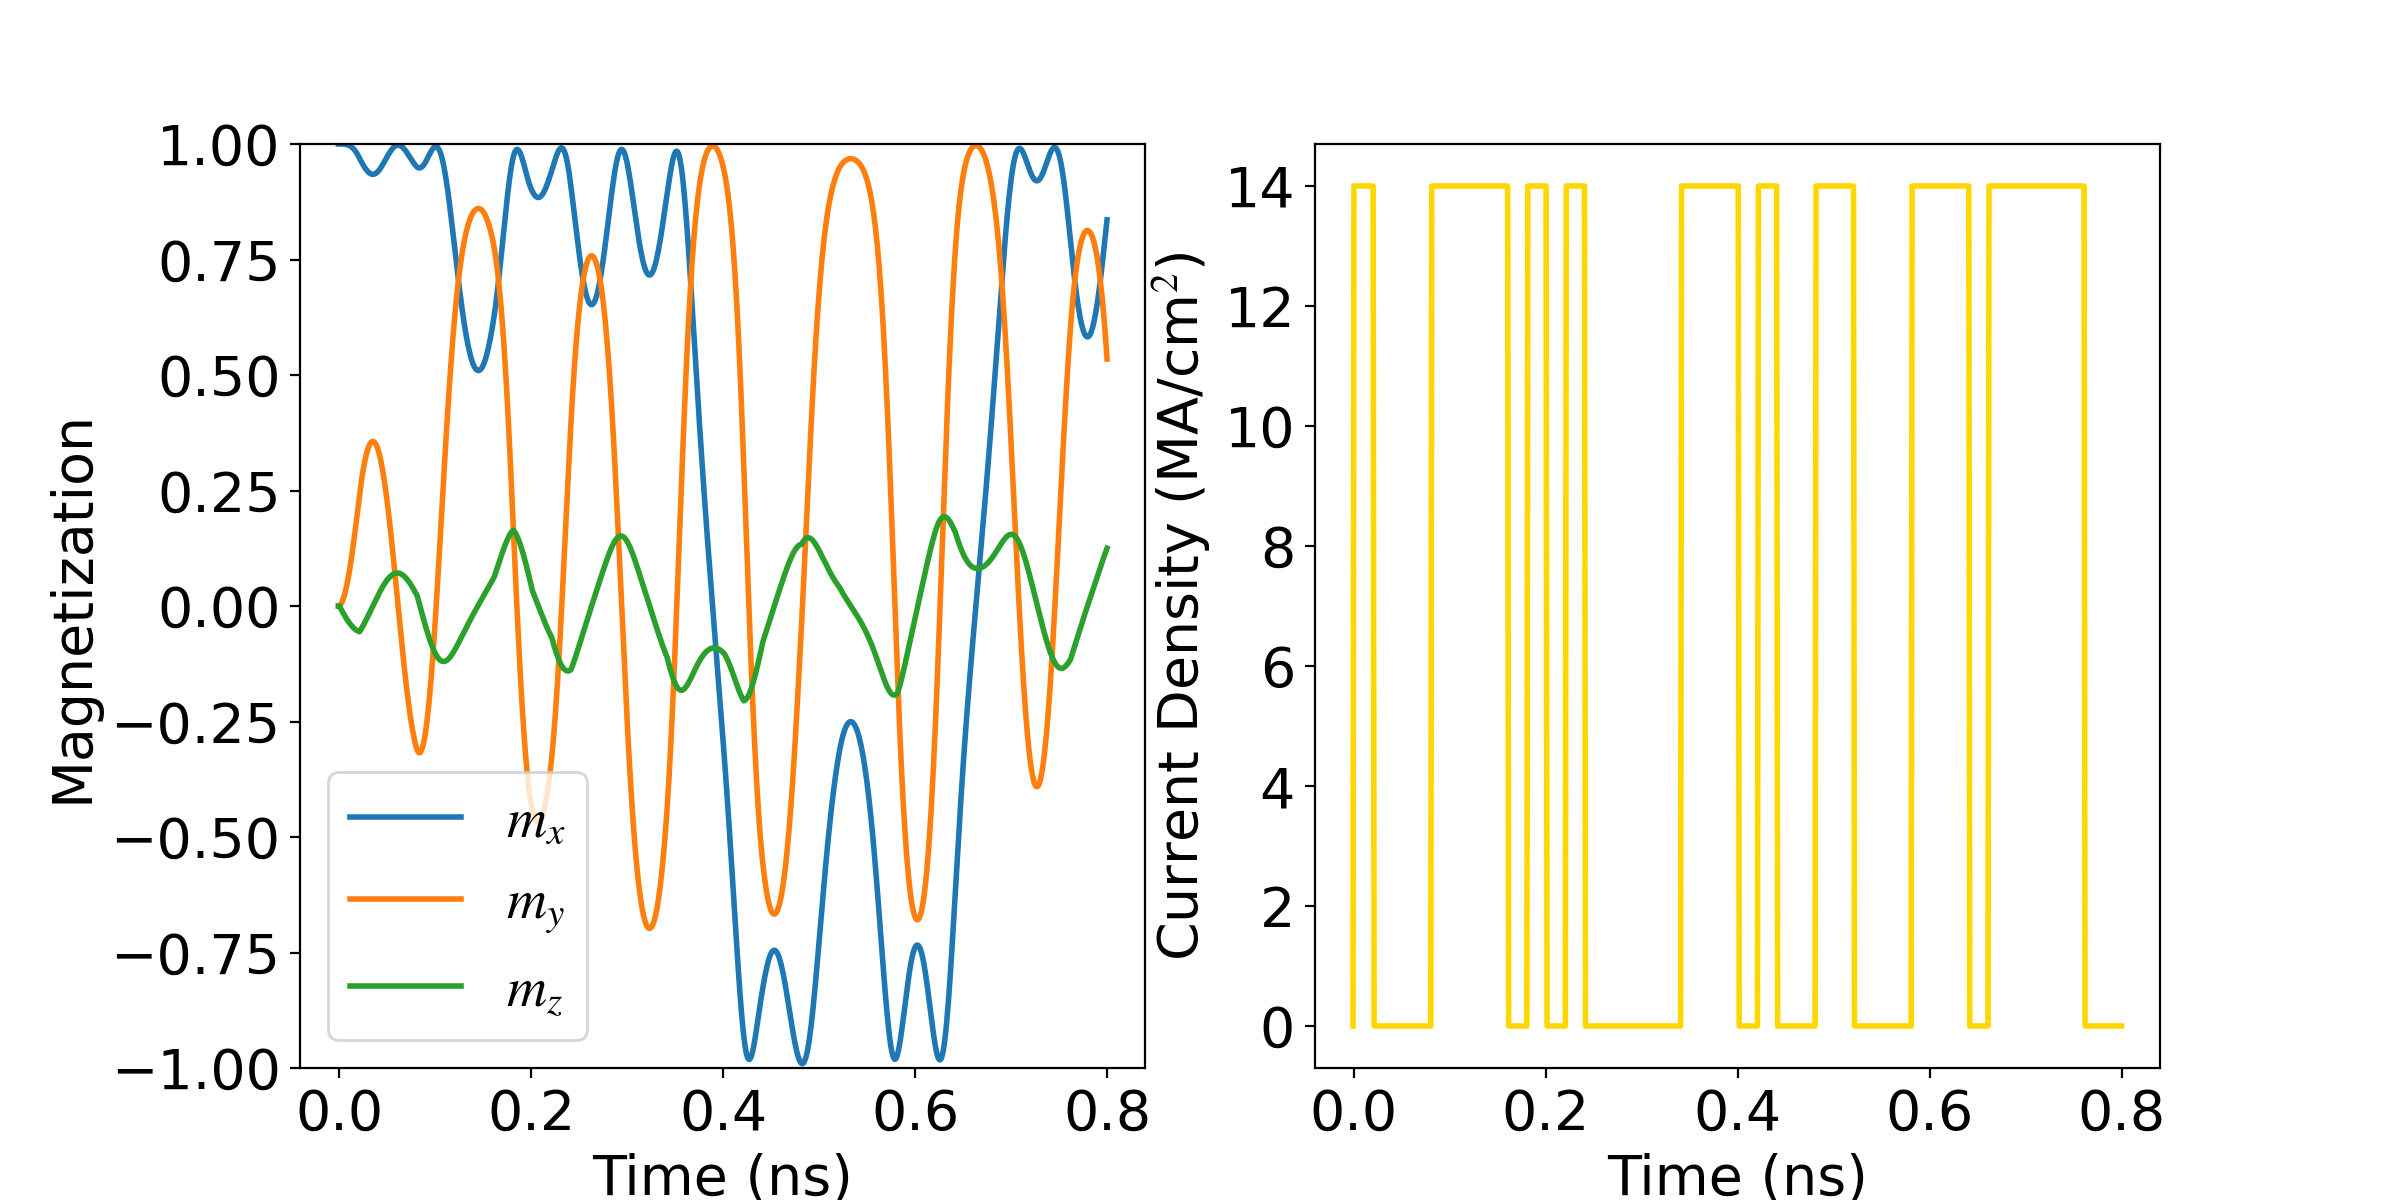 1.00
0.75
0.50
0.25
0.00
−0.25
−0.50
−0.75
−1.00
Magnetization
m_x
m_y
m_z
0.0 0.2 0.4 0.6 0.8
Time (ns)
14
12
10
8
6
4
2
0
Current Density (MA/cm²)
0.0 0.2 0.4 0.6 0.8
Time (ns)